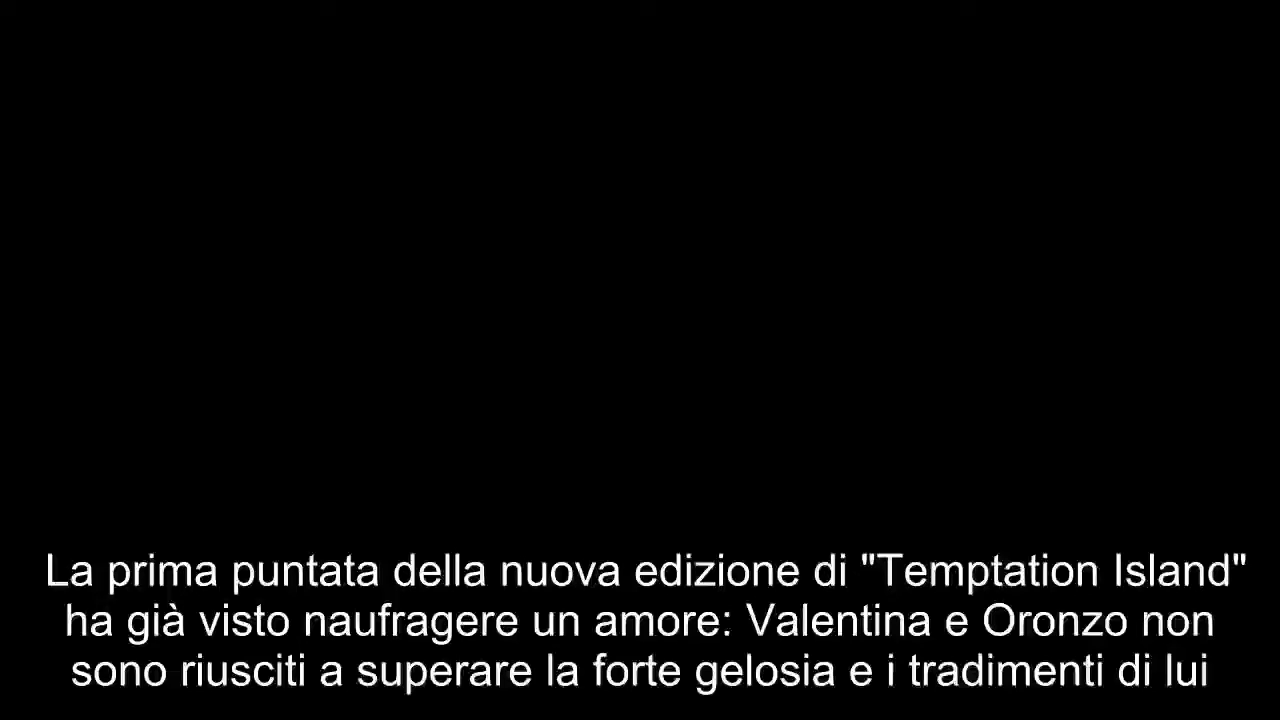 La prima puntata della nuova edizione di "Temptation Island"
ha già visto naufragere un amore: Valentina e Oronzo non
sono riusciti a superare la forte gelosia e i tradimenti di lui